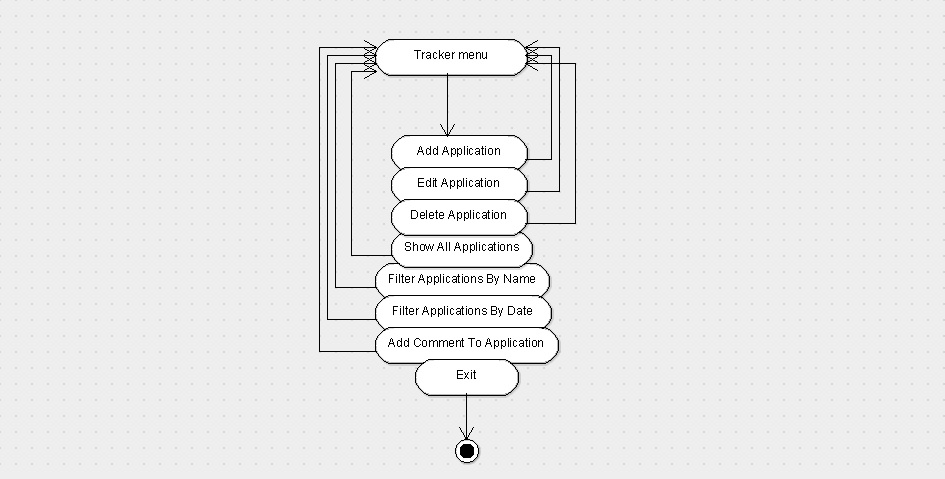 Tracker menu
Add Application
Edit Application
Delete Application
Show All Applications
Filter Applications By Name
Filter Applications By Date
Add Comment To Application
Exit